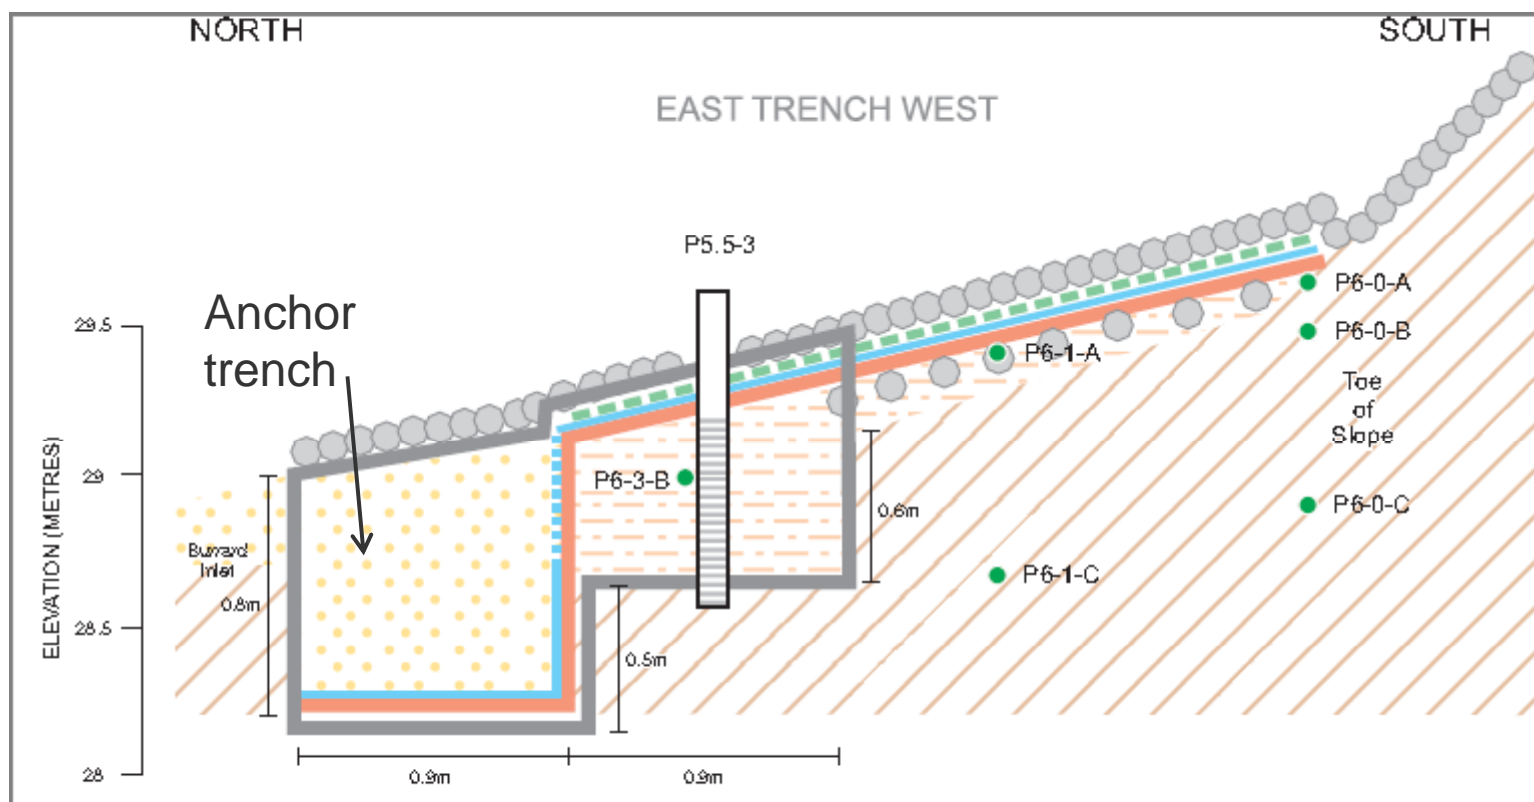 NORTH
SOUTH
EAST TRENCH WEST
P5.5-3
Anchor
trench
29.5
29
28.5
28
ELEVATION (METRES)
P6-0-A
P6-0-B
P6-1-A
Toe
of
Slope
P6-3-B
P6-0-C
0.6m
Burrard
Inlet
0.8m
P6-1-C
0.5m
0.9m
0.9m